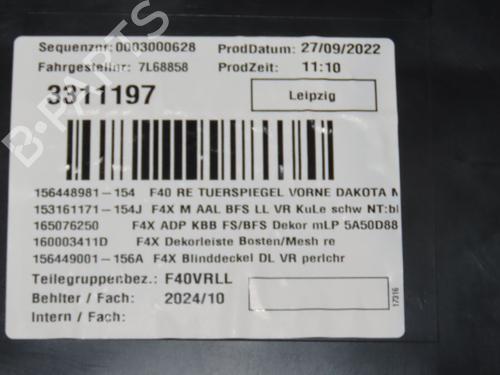 Sequenznr: 0003000628 ProdDatum: 27/09/2022
Fahrgestellnr: 7L68858 ProdZeit: 11:10
3311197
Leipzig
156448981-154 F40 RE TUERSPIEGEL VORNE DAKOTA
153161171-154J F4X M AAL BFS LL VR KuLe schw
165076250 F4X ADP KBB FS/BFS Dekor mLP 5A50D88
160003411D F4X Dekorleiste Bosten/Mesh re
156449001-156A F4X Blinddeckel DL VR perlchr
Teilegruppenbez.: F40VRLL
Behlter / Fach: 2024/10
Intern / Fach:
17316
B-PARTS